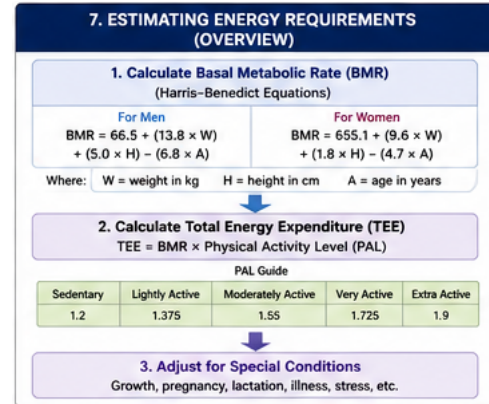 7. ESTIMATING ENERGY REQUIREMENTS
(OVERVIEW)
1. Calculate Basal Metabolic Rate (BMR)
(Harris–Benedict Equations)
For Men
BMR = 66.5 + (13.8 × W)
+ (5.0 × H) – (6.8 × A)
For Women
BMR = 655.1 + (9.6 × W)
+ (1.8 × H) – (4.7 × A)
Where: W = weight in kg H = height in cm A = age in years
2. Calculate Total Energy Expenditure (TEE)
TEE = BMR × Physical Activity Level (PAL)
PAL Guide
Sedentary Lightly Active Moderately Active Very Active Extra Active
1.2 1.375 1.55 1.725 1.9
3. Adjust for Special Conditions
Growth, pregnancy, lactation, illness, stress, etc.